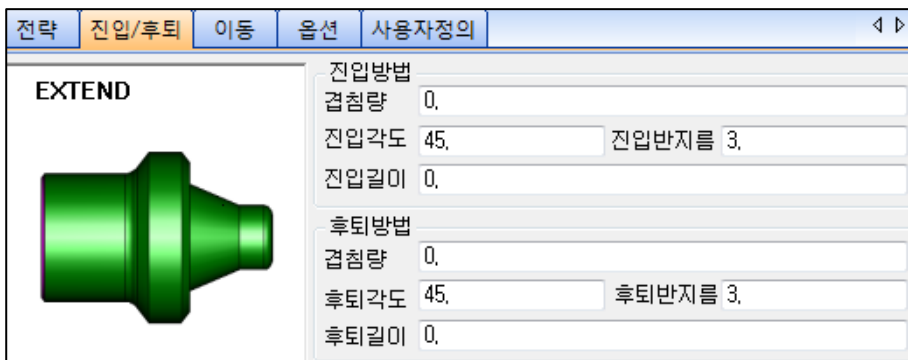 전략 진입/후퇴 이동 옵션 사용자정의
EXTEND
진입방법
겹침량 0,
진입각도 45, 진입반지름 3,
진입길이 0,
후퇴방법
겹침량 0,
후퇴각도 45, 후퇴반지름 3,
후퇴길이 0,